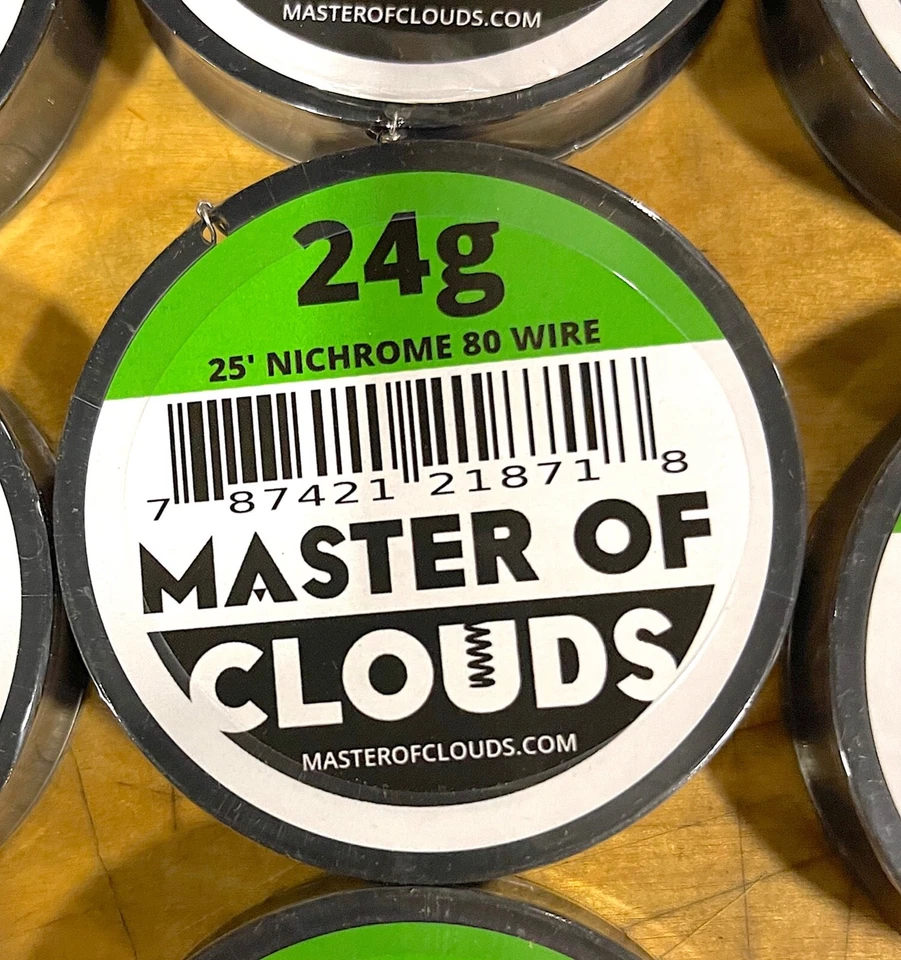 MASTEROFCLOUDS.COM
24g
25' NICHROME 80 WIRE
7 87421 21871 8
MASTER OF
CLOUDS
MASTEROFCLOUDS.COM